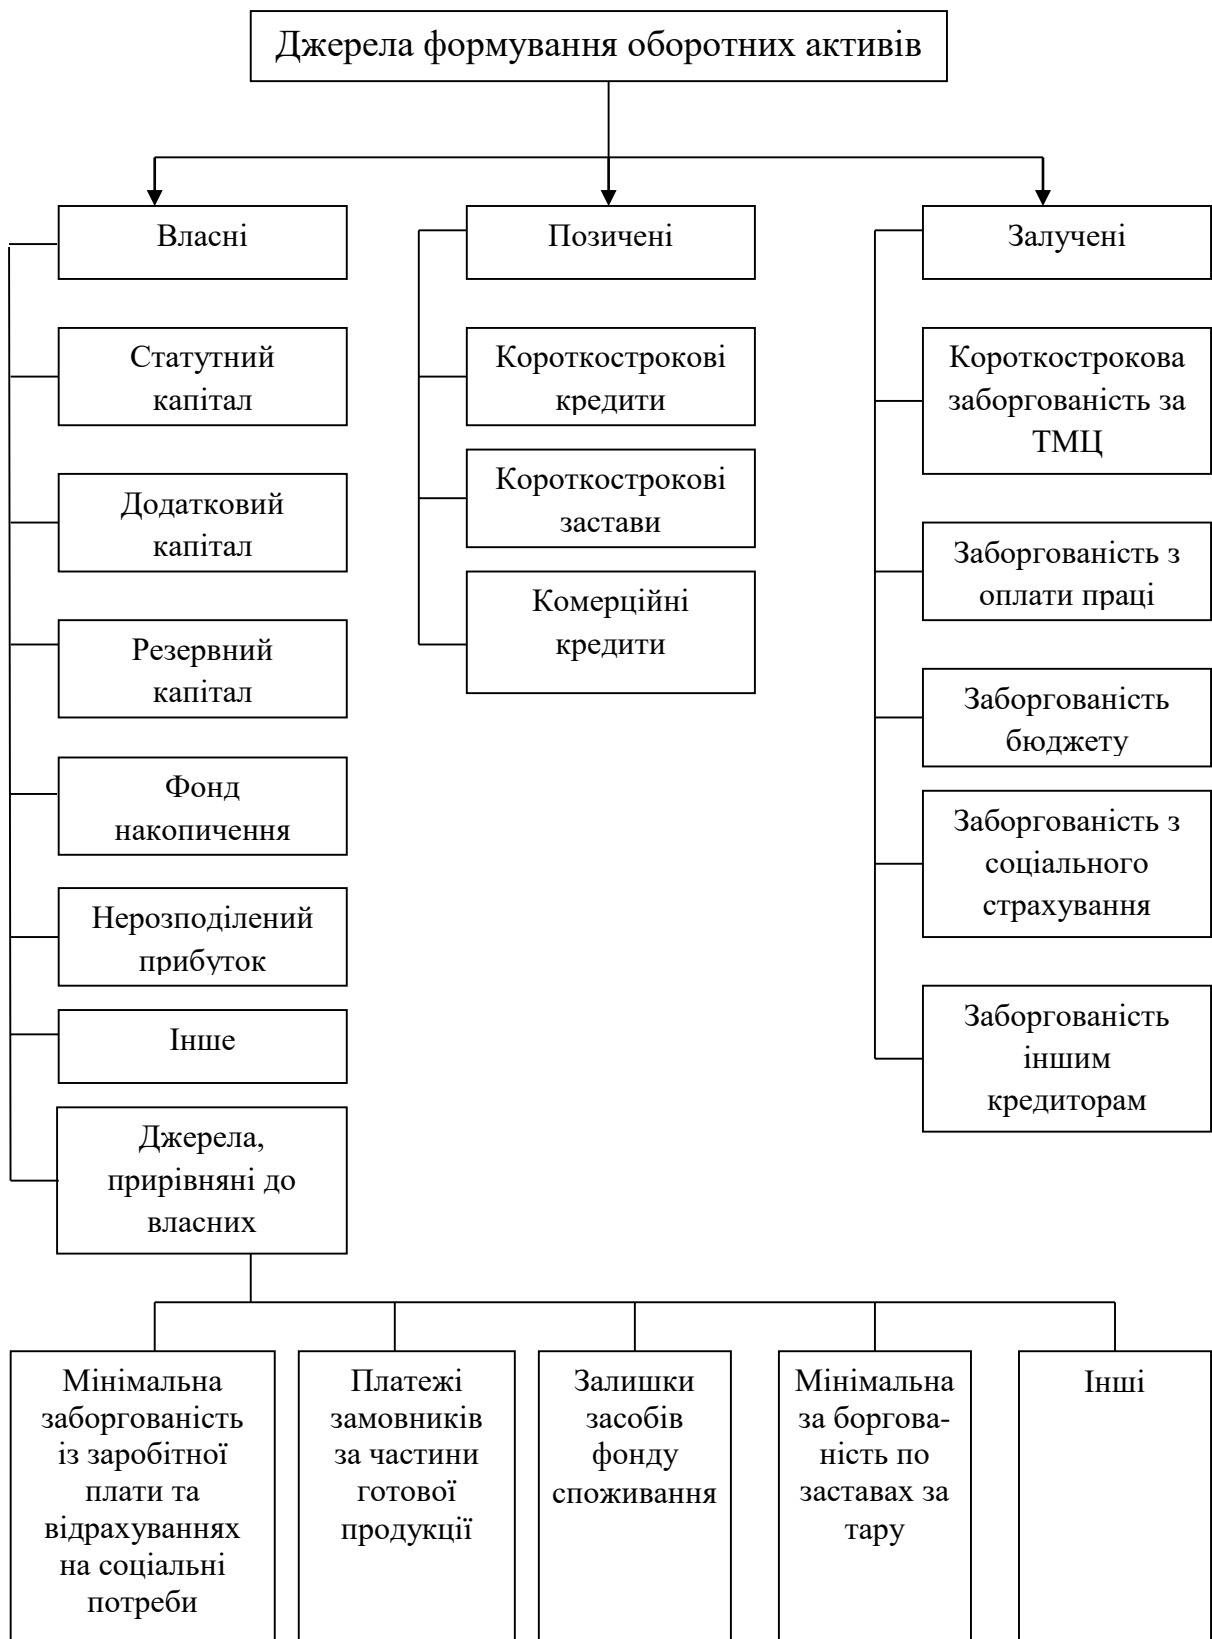 Джерела формування оборотних активів
Власні
Статутний
капітал
Додатковий
капітал
Резервний
капітал
Фонд
накопичення
Нерозподілений
прибуток
Інше
Джерела,
прирівняні до
власних
Позичені
Короткострокові
кредити
Короткострокові
застави
Комерційні
кредити
Залучені
Короткострокова
заборгованість за
ТМЦ
Заборгованість з
оплати праці
Заборгованість
бюджету
Заборгованість з
соціального
страхування
Заборгованість
іншим
кредиторам
Мінімальна
заборгованість
із заробітної
плати та
відрахуваннях
на соціальні
потреби
Платежі
замовників
за частини
готової
продукції
Залишки
засобів
фонду
споживання
Мінімальна
за боргова-
ність по
заставах за
тару
Інші